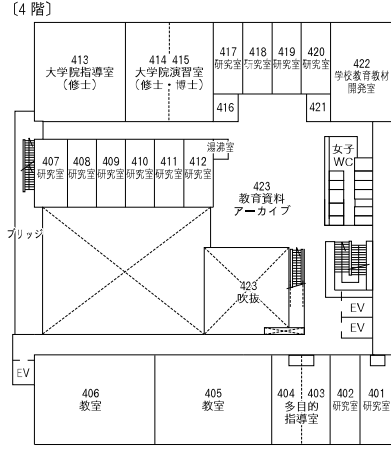 〔4 階〕
413
大学院指導室
(修士)
414 415
大学院演習室
(修士・博士)
417
研究室
418
研究室
419
研究室
420
研究室
422
学校教育教材
開発室
416
421
湯沸室
女子
WC
407
研究室
408
研究室
409
研究室
410
研究室
411
研究室
412
研究室
423
教育資料
アーカイブ
ブリッジ
423
吹抜
EV
EV
EV
406
教室
405
教室
404 403
多目的
指導室
402
研究室
401
研究室